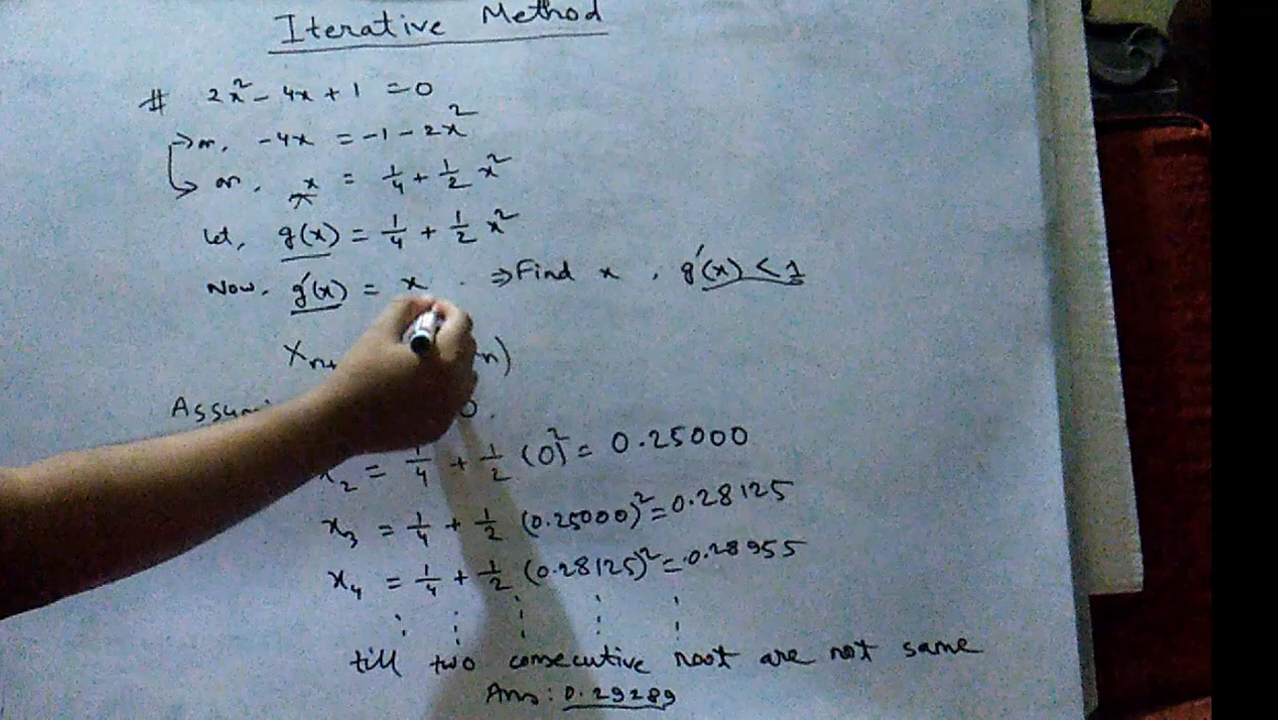 Iterative Method
# 2x² - 4x + 1 = 0
→ or, -4x = -1 - 2x²
→ or, x = 1/4 + 1/2 x²
Let, g(x) = 1/4 + 1/2 x²
Now, g'(x) = x . ⇒ Find x , g'(x) < 1
Xn+ n)
Assumi 0.
x₂ = 1/4 + 1/2 (0)² = 0.25000
x₃ = 1/4 + 1/2 (0.25000)² = 0.28125
x₄ = 1/4 + 1/2 (0.28125)² = 0.28955
till two consecutive root are not same
Ans : 0.29289